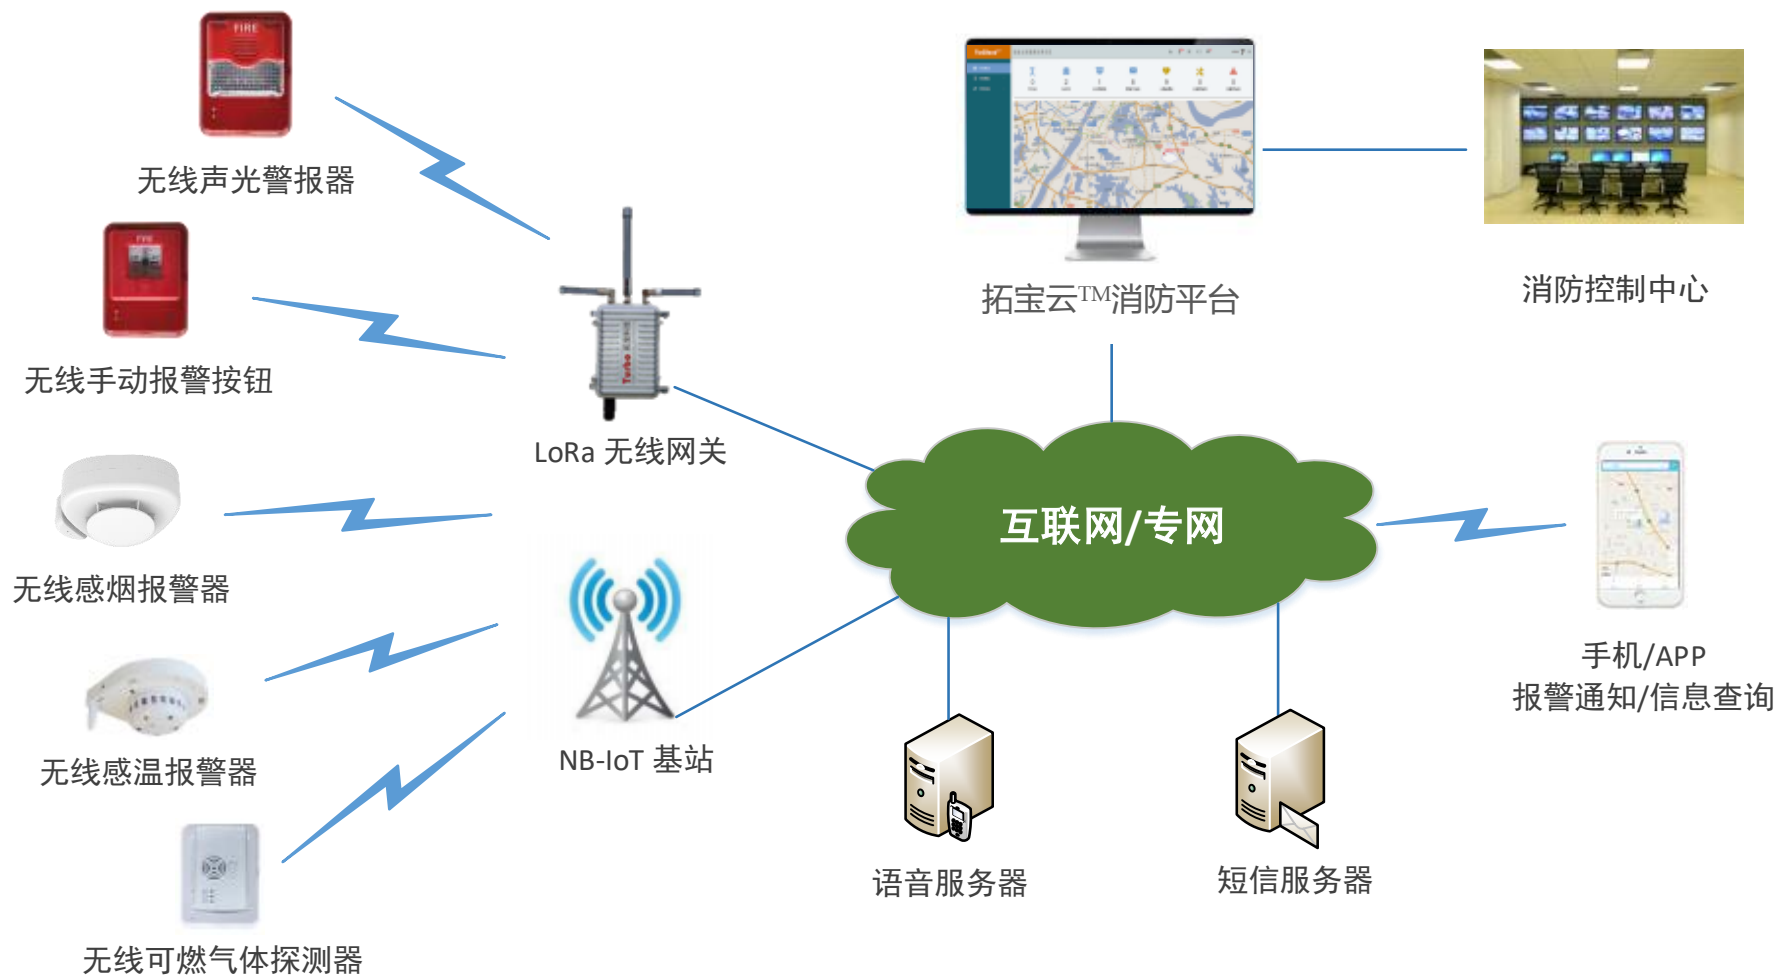 FIRE
无线声光警报器
FIRE
无线手动报警按钮
无线感烟报警器
无线感温报警器
无线可燃气体探测器
Turbo
LoRa 无线网关
NB-IoT 基站
拓宝云™消防平台
消防控制中心
互联网/专网
手机/APP
报警通知/信息查询
语音服务器
短信服务器